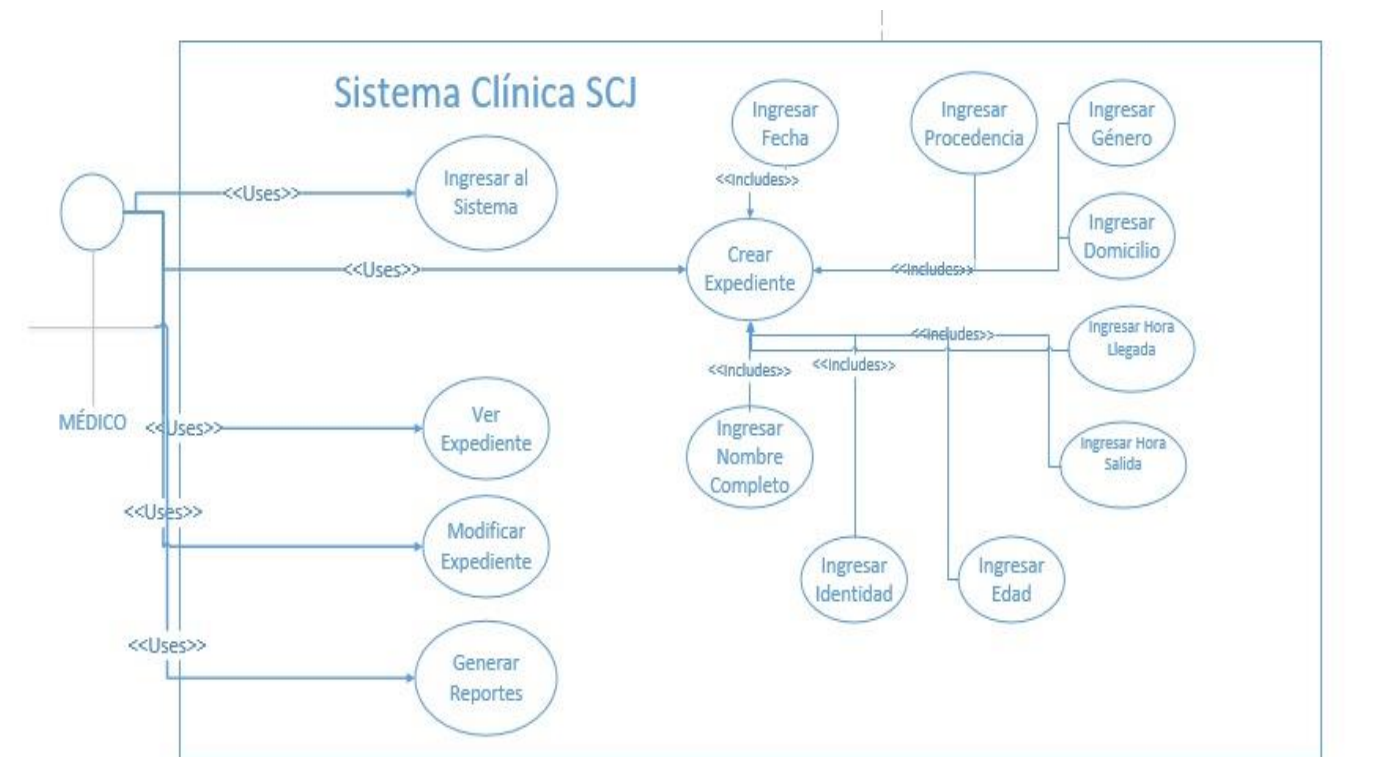 Sistema Clínica SCJ
Ingresar
Fecha
Ingresar
Procedencia
Ingresar
Género
<<Includes>>
Ingresar al
Sistema
<<Uses>>
Ingresar
Domicilio
Crear
Expediente
<<Uses>>
<<Includes>>
Ingresar Hora
Llegada
<<Includes>>
<<Includes>>
<<Includes>>
MÉDICO
<<Uses>>
Ver
Expediente
Ingresar
Nombre
Completo
Ingresar Hora
Salida
<<Uses>>
Modificar
Expediente
Ingresar
Identidad
Ingresar
Edad
<<Uses>>
Generar
Reportes